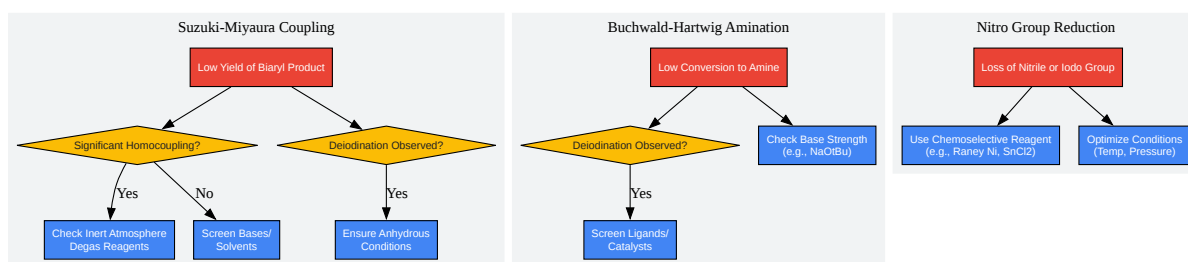 Suzuki-Miyaura Coupling
Low Yield of Biaryl Product
Significant Homocoupling?
Deiodination Observed?
Yes
No
Yes
Check Inert Atmosphere
Degas Reagents
Screen Bases/
Solvents
Ensure Anhydrous
Conditions
Buchwald-Hartwig Amination
Low Conversion to Amine
Deiodination Observed?
Check Base Strength
(e.g., NaOtBu)
Yes
Screen Ligands/
Catalysts
Nitro Group Reduction
Loss of Nitrile or Iodo Group
Use Chemoselective Reagent
(e.g., Raney Ni, SnCl2)
Optimize Conditions
(Temp, Pressure)